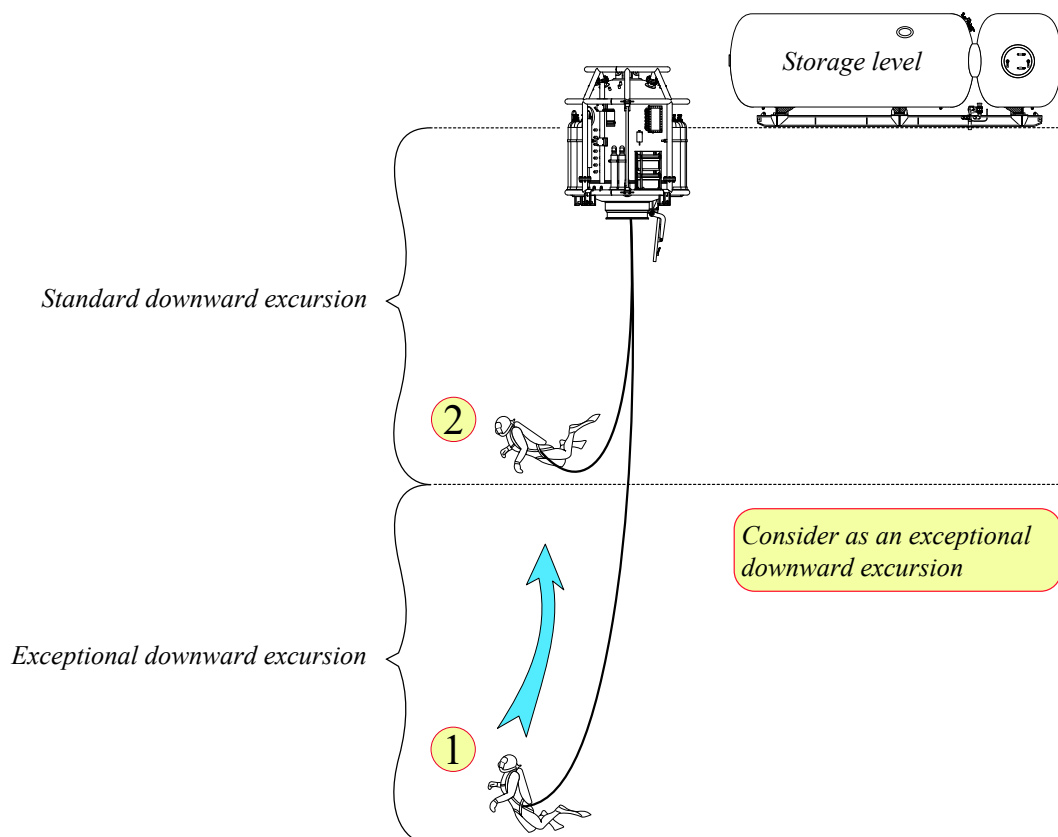 Storage level
Standard downward excursion
2
Consider as an exceptional
downward excursion
Exceptional downward excursion
1